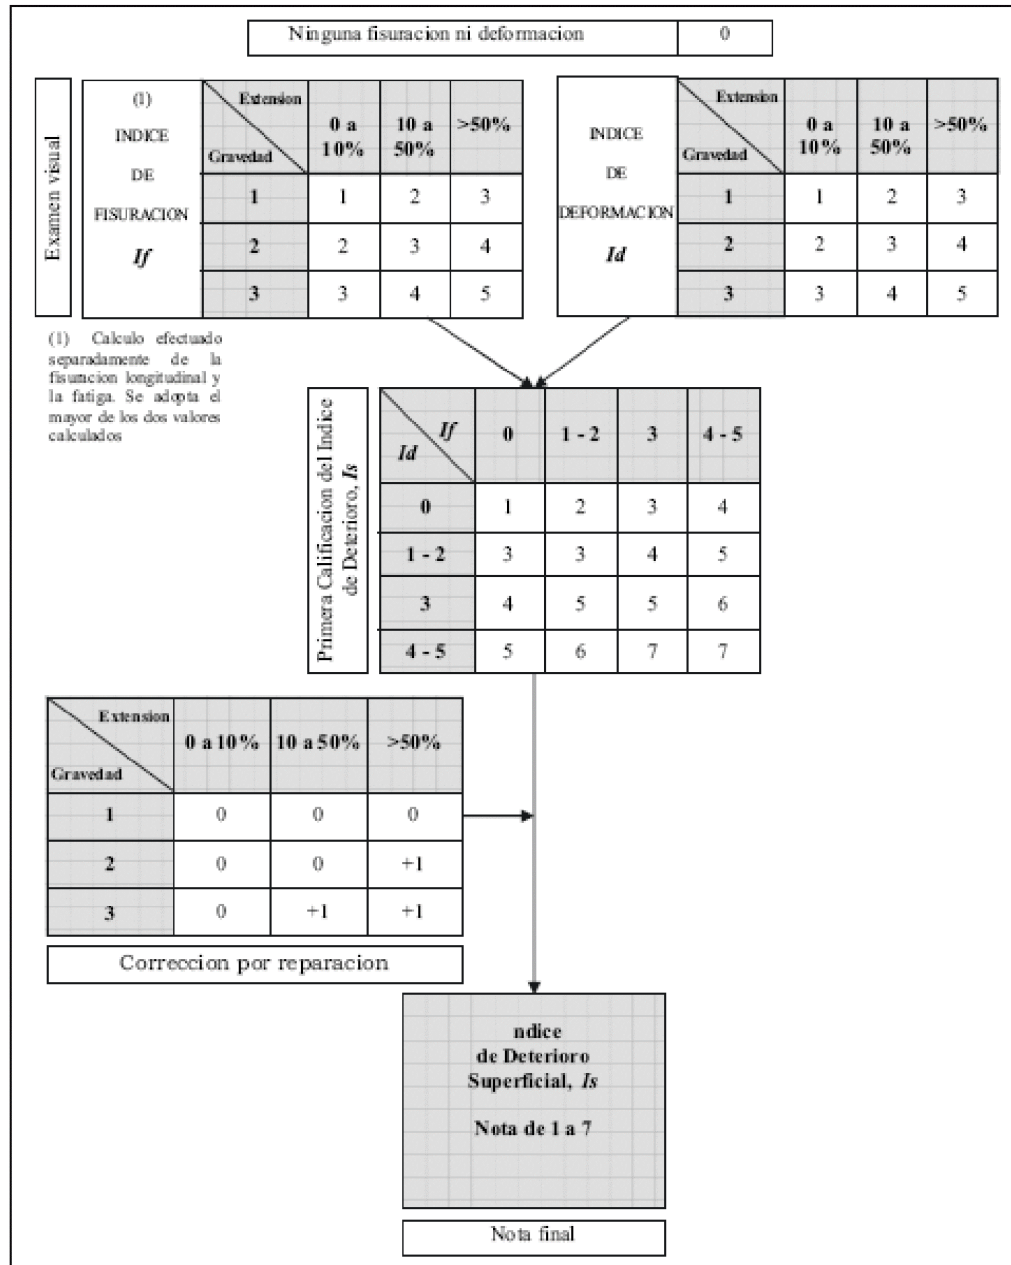 Ninguna fisuracion ni deformacion 0
Examen visual
(1)
INDICE
DE
FISURACION
If
Extension
Gravedad
0 a 10% 10 a 50% >50%
1 1 2 3
2 2 3 4
3 3 4 5
INDICE
DE
DEFORMACION
Id
Extension
Gravedad
0 a 10% 10 a 50% >50%
1 1 2 3
2 2 3 4
3 3 4 5
(1) Calculo efectuado
separadamente de la
fisuracion longitudinal y
la fatiga. Se adopta el
mayor de los dos valores
calculados
Primera Calificacion del Indice
de Deterioro, Is
If
Id
0 1 - 2 3 4 - 5
0 1 2 3 4
1 - 2 3 3 4 5
3 4 5 5 6
4 - 5 5 6 7 7
Extension
Gravedad
0 a 10% 10 a 50% >50%
1 0 0 0
2 0 0 +1
3 0 +1 +1
Correccion por reparacion
ndice
de Deterioro
Superficial, Is
Nota de 1 a 7
Nota final